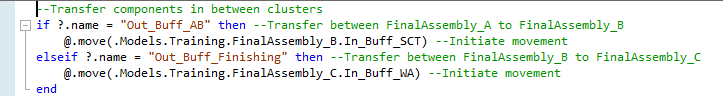 --Transfer components in between clusters
if ?.name = "Out_Buff_AB" then --Transfer between FinalAssembly_A to FinalAssembly_B
    @.move(.Models.Training.FinalAssembly_B.In_Buff_SCT) --Initiate movement
elseif ?.name = "Out_Buff_Finishing" then --Transfer between FinalAssembly_B to FinalAssembly_C
    @.move(.Models.Training.FinalAssembly_C.In_Buff_WA) --Initiate movement
end